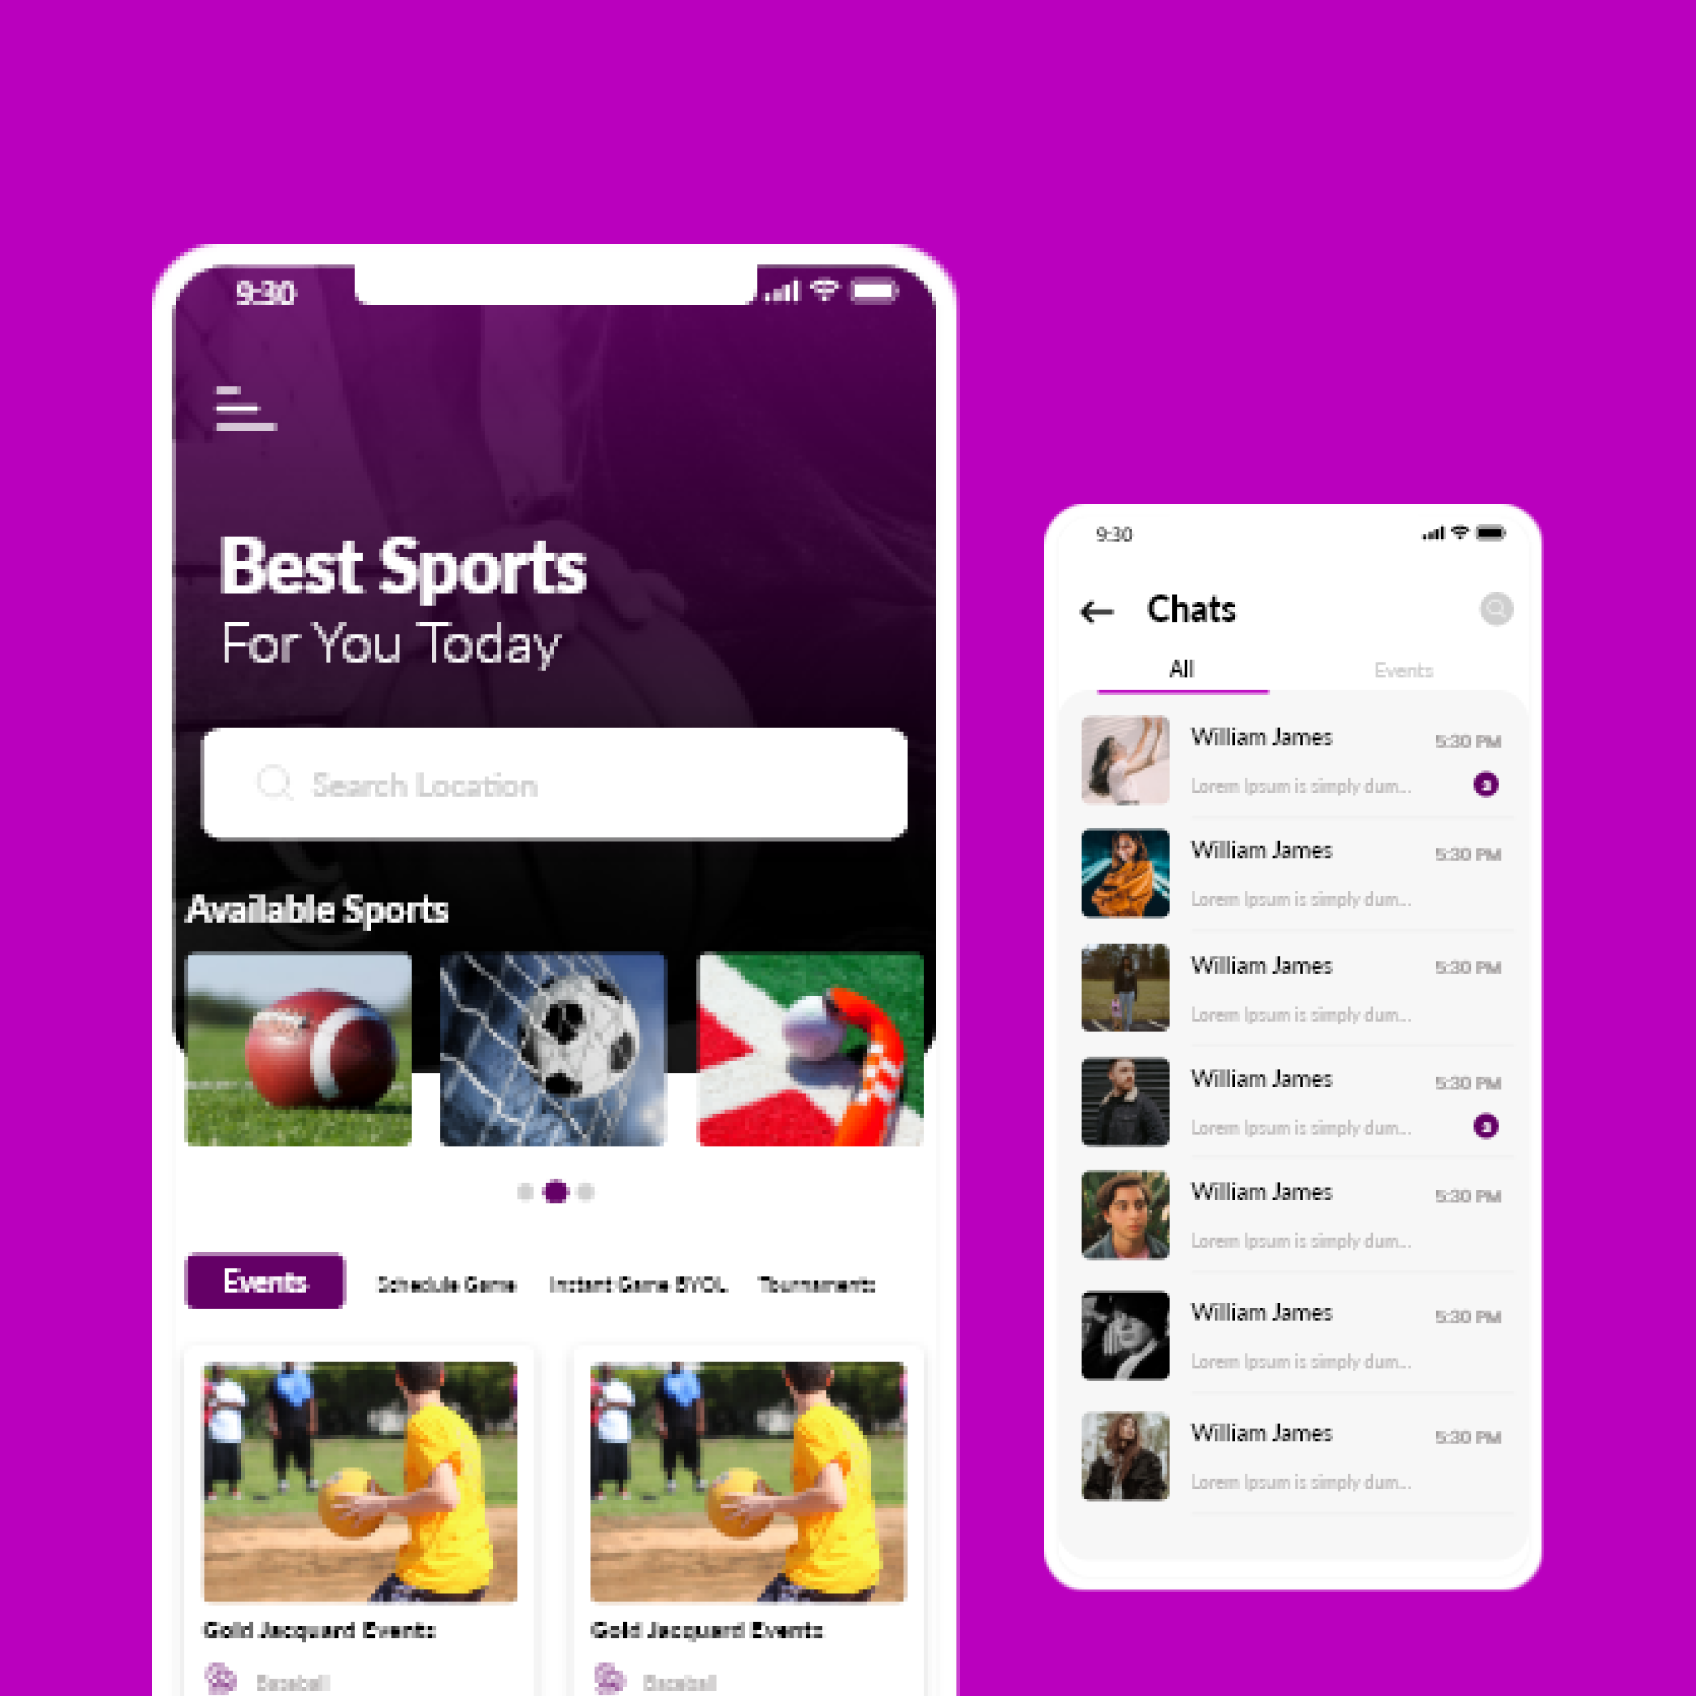 9:30
Best Sports
For You Today
Search Location
Available Sports
Events Schedule Game Instant Game BYOL Tournaments
Gold Jacquard Events Gold Jacquard Events
Baseball Baseball
9:30
Chats
All Events
William James 5:30 PM
Lorem Ipsum is simply dum...
William James 5:30 PM
Lorem Ipsum is simply dum...
William James 5:30 PM
Lorem Ipsum is simply dum...
William James 5:30 PM
Lorem Ipsum is simply dum...
William James 5:30 PM
Lorem Ipsum is simply dum...
William James 5:30 PM
Lorem Ipsum is simply dum...
William James 5:30 PM
Lorem Ipsum is simply dum...